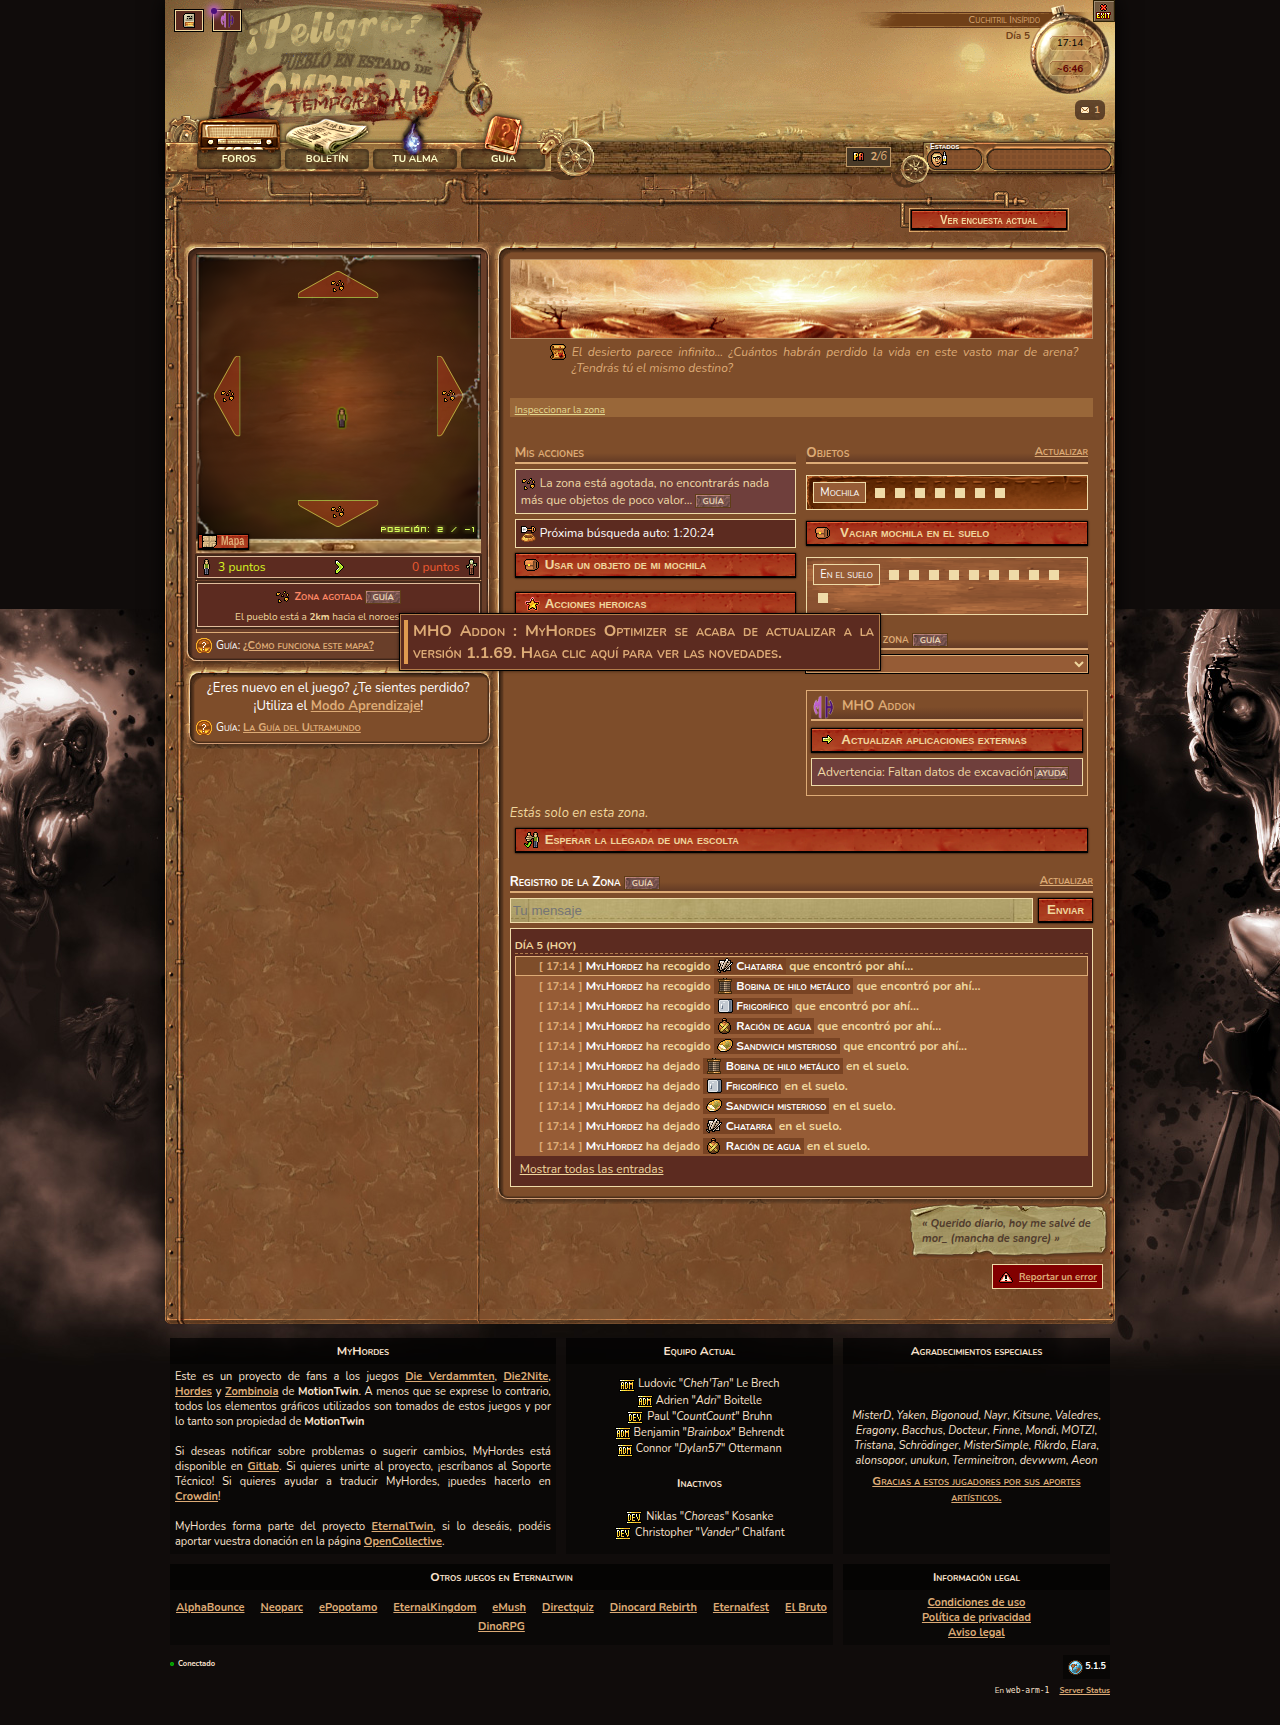 ¡Peligro!
PUEBLO EN ESTADO DE
ZOMBINOIA
TEMPORADA 19
Cuchitril Insípido
EXIT
Día 5
17:14
~6:46
1
FOROS
BOLETÍN
TU ALMA
GUIA
PA 2/6
Estados
Ver encuesta actual
POSICIÓN: 2 / -1
Mapa
3 puntos
0 puntos
Zona agotada GUÍA
El pueblo está a 2km hacia el noroes
Guía: ¿Cómo funciona este mapa?
¿Eres nuevo en el juego? ¿Te sientes perdido?
¡Utiliza el Modo Aprendizaje!
Guía: La Guía del Ultramundo
El desierto parece infinito... ¿Cuántos habrán perdido la vida en este vasto mar de arena?
¿Tendrás tú el mismo destino?
Inspeccionar la zona
Mis acciones
La zona está agotada, no encontrarás nada
más que objetos de poco valor... GUÍA
Próxima búsqueda auto: 1:20:24
Usar un objeto de mi mochila
Acciones heroicas
Objetos
Actualizar
Mochila
Vaciar mochila en el suelo
En el suelo
zona GUÍA
MHO Addon : MyHordes Optimizer se acaba de actualizar a la
versión 1.1.69. Haga clic aquí para ver las novedades.
MHO Addon
Actualizar aplicaciones externas
Advertencia: Faltan datos de excavación AYUDA
Estás solo en esta zona.
Esperar la llegada de una escolta
Registro de la Zona GUÍA
Actualizar
Tu mensaje
Enviar
DÍA 5 (HOY)
[ 17:14 ] MylHordez ha recogido Chatarra que encontró por ahí...
[ 17:14 ] MylHordez ha recogido Bobina de hilo metálico que encontró por ahí...
[ 17:14 ] MylHordez ha recogido Frigorífico que encontró por ahí...
[ 17:14 ] MylHordez ha recogido Ración de agua que encontró por ahí...
[ 17:14 ] MylHordez ha recogido Sandwich misterioso que encontró por ahí...
[ 17:14 ] MylHordez ha dejado Bobina de hilo metálico en el suelo.
[ 17:14 ] MylHordez ha dejado Frigorífico en el suelo.
[ 17:14 ] MylHordez ha dejado Sandwich misterioso en el suelo.
[ 17:14 ] MylHordez ha dejado Chatarra en el suelo.
[ 17:14 ] MylHordez ha dejado Ración de agua en el suelo.
Mostrar todas las entradas
« Querido diario, hoy me salvé de
mor_ (mancha de sangre) »
Reportar un error
MyHordes
Este es un proyecto de fans a los juegos Die Verdammten, Die2Nite,
Hordes y Zombinoia de MotionTwin. A menos que se exprese lo contrario,
todos los elementos gráficos utilizados son tomados de estos juegos y por
lo tanto son propiedad de MotionTwin
Si deseas notificar sobre problemas o sugerir cambios, MyHordes está
disponible en Gitlab. Si quieres unirte al proyecto, ¡escríbanos al Soporte
Técnico! Si quieres ayudar a traducir MyHordes, ¡puedes hacerlo en
Crowdin!
MyHordes forma parte del proyecto EternalTwin, si lo deseáis, podéis
aportar vuestra donación en la página OpenCollective.
Equipo Actual
ADM Ludovic "Cheh'Tan" Le Brech
ADM Adrien "Adri" Boitelle
DEV Paul "CountCount" Bruhn
ADM Benjamin "Brainbox" Behrendt
ADM Connor "Dylan57" Ottermann
Inactivos
DEV Niklas "Choreas" Kosanke
DEV Christopher "Vander" Chalfant
Agradecimientos especiales
MisterD, Yaken, Bigonoud, Nayr, Kitsune, Valedres,
Eragony, Bacchus, Docteur, Finne, Mondi, MOTZI,
Tristana, Schrödinger, MisterSimple, Rikrdo, Elara,
alonsopor, unukun, Termineitron, devwwm, Aeon
Gracias a estos jugadores por sus aportes
artísticos.
Otros juegos en Eternaltwin
AlphaBounce Neoparc ePopotamo EternalKingdom eMush Directquiz Dinocard Rebirth Eternalfest El Bruto
DinoRPG
Información legal
Condiciones de uso
Política de privacidad
Aviso legal
Conectado
5.1.5
En web-arm-1 Server Status